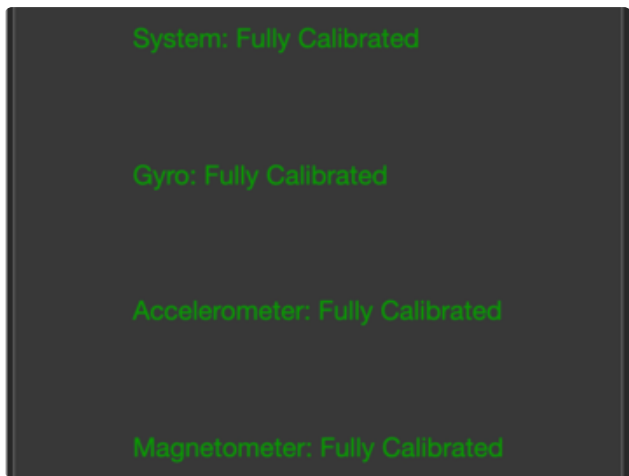 System: Fully Calibrated
Gyro: Fully Calibrated
Accelerometer: Fully Calibrated
Magnetometer: Fully Calibrated